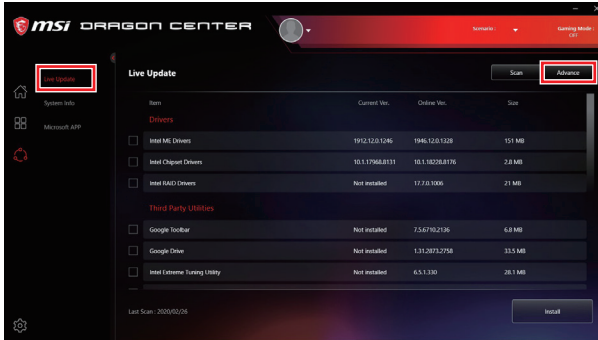 msi DRAGON CENTER
Scenario :
Gaming Mode :
OFF
Live Update
System Info
Microsoft APP
Live Update
Scan
Advance
Item Current Ver. Online Ver. Size
Drivers
Intel ME Drivers 1912.12.0.1246 1946.12.0.1328 151 MB
Intel Chipset Drivers 10.1.17968.8131 10.1.18228.8176 2.8 MB
Intel RAID Drivers Not installed 17.7.0.1006 21 MB
Third Party Utilities
Google Toolbar Not installed 7.5.6710.2136 6.8 MB
Google Drive Not installed 1.31.2873.2758 33.5 MB
Intel Extreme Tuning Utility Not installed 6.5.1.330 28.1 MB
Last Scan : 2020/02/26
Install